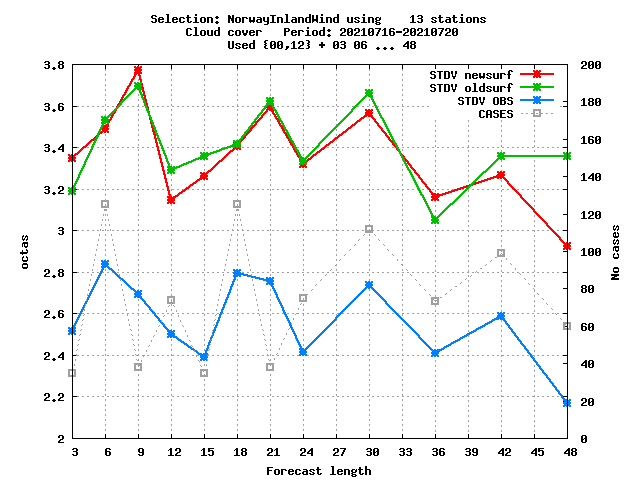 Selection: NorwayInlandWind using    13 stations
Cloud cover   Period: 20210716-20210720
Used {00,12} + 03 06 ... 48
STDV newsurf
STDV oldsurf
STDV OBS
CASES
3.8
3.6
3.4
3.2
3
2.8
2.6
2.4
2.2
2
octas
200
180
160
140
120
100
80
60
40
20
0
No cases
3 6 9 12 15 18 21 24 27 30 33 36 39 42 45 48
Forecast length